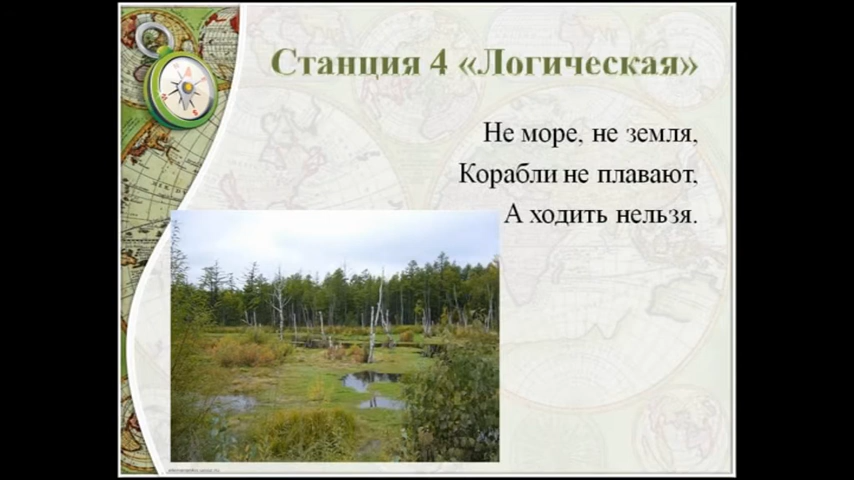 Станция 4 «Логическая»
Не море, не земля,
Корабли не плавают,
А ходить нельзя.